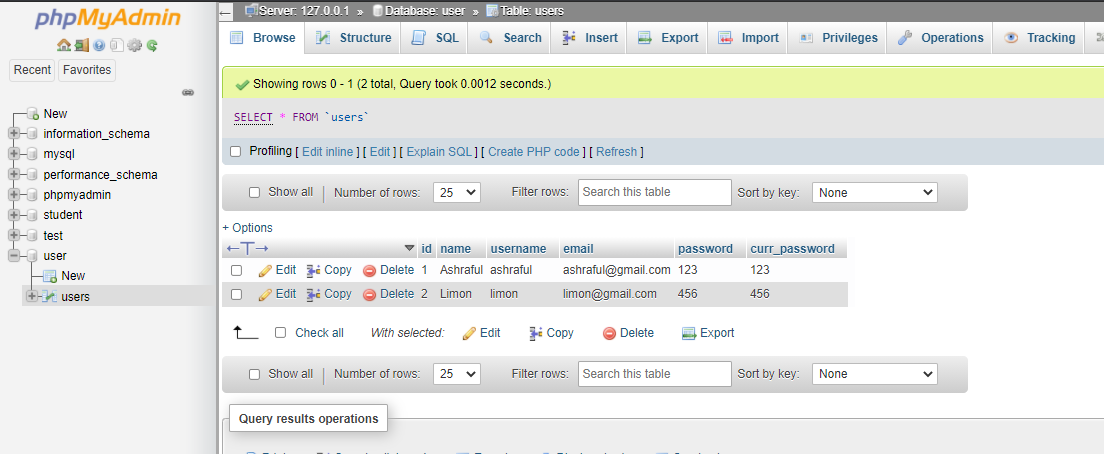 phpMyAdmin
Recent Favorites
New
information_schema
mysql
performance_schema
phpmyadmin
student
test
user
New
users
Server: 127.0.0.1 » Database: user » Table: users
Browse Structure SQL Search Insert Export Import Privileges Operations Tracking
Showing rows 0 - 1 (2 total, Query took 0.0012 seconds.)
SELECT * FROM `users`
Profiling [ Edit inline ] [ Edit ] [ Explain SQL ] [ Create PHP code ] [ Refresh ]
Show all Number of rows: 25 Filter rows: Search this table Sort by key: None
+ Options
←T→ id name username email password curr_password
Edit Copy Delete 1 Ashraful ashraful ashraful@gmail.com 123 123
Edit Copy Delete 2 Limon limon limon@gmail.com 456 456
Check all With selected: Edit Copy Delete Export
Show all Number of rows: 25 Filter rows: Search this table Sort by key: None
Query results operations